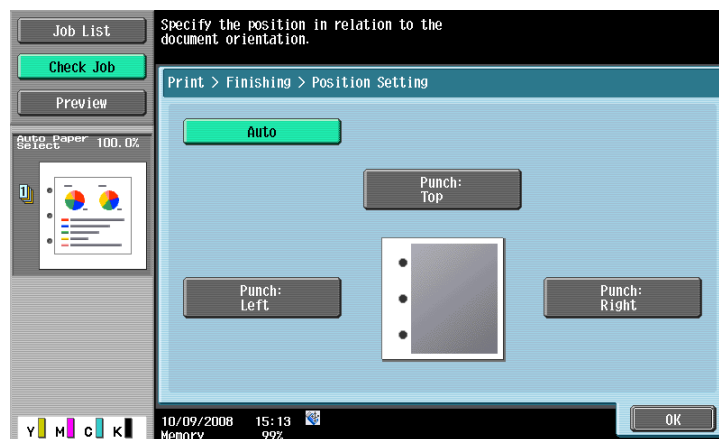 Job List
Check Job
Preview
Auto Paper
Select
100.0%
1
Specify the position in relation to the
document orientation.
Print > Finishing > Position Setting
Auto
Punch:
Top
Punch:
Left
Punch:
Right
Y M C K
10/09/2008 15:13
Memory 99%
OK